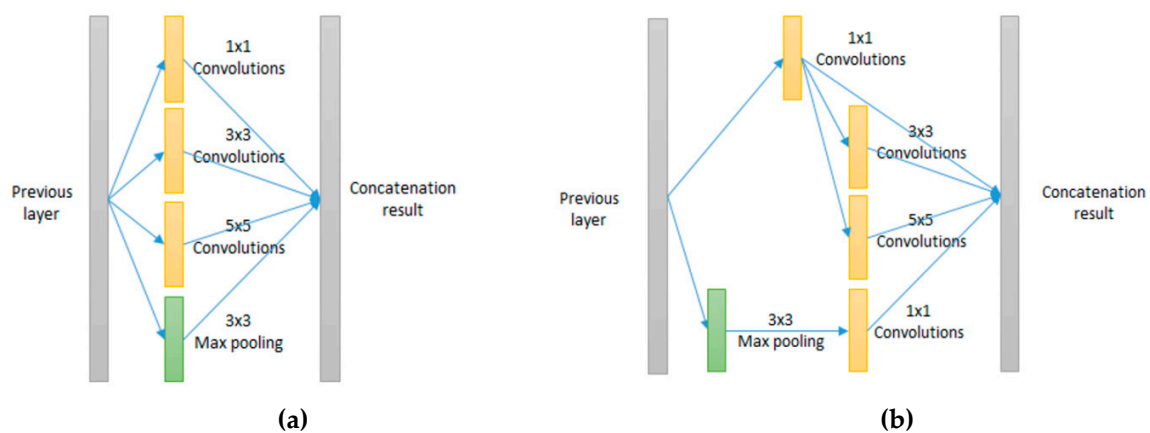 1x1
Convolutions
3x3
Convolutions
Previous
layer
Concatenation
result
5x5
Convolutions
3x3
Max pooling
(a)
1x1
Convolutions
3x3
Convolutions
Previous
layer
Concatenation
result
5x5
Convolutions
3x3
Max pooling
1x1
Convolutions
(b)